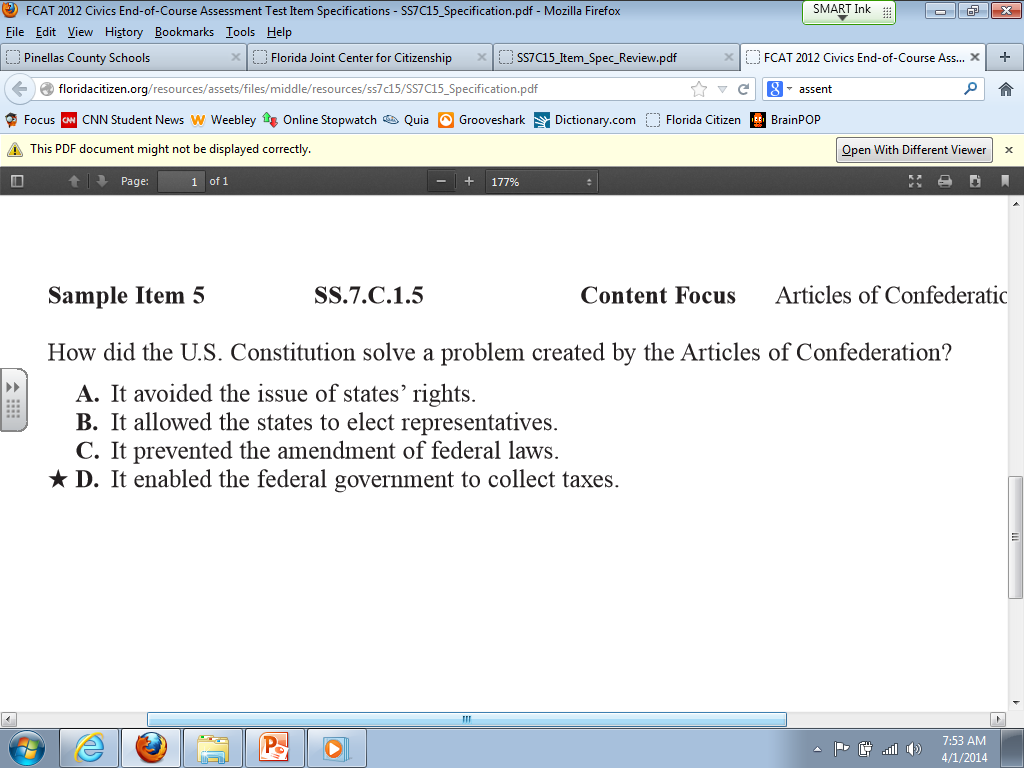 FCAT 2012 Civics End-of-Course Assessment Test Item Specifications - SS7C15_Specification.pdf - Mozilla Firefox
SMART Ink
File Edit View History Bookmarks Tools Help
Pinellas County Schools × Florida Joint Center for Citizenship × SS7C15_Item_Spec_Review.pdf × FCAT 2012 Civics End-of-Course Ass... × +
floridacitizen.org/resources/assets/files/middle/resources/ss7c15/SS7C15_Specification.pdf 8 assent
Focus CNN CNN Student News Weebley Online Stopwatch Quia Grooveshark Dictionary.com Florida Citizen BrainPOP
This PDF document might not be displayed correctly. Open With Different Viewer ×
Page: 1 of 1 − + 177%
Sample Item 5 SS.7.C.1.5 Content Focus Articles of Confederatio
How did the U.S. Constitution solve a problem created by the Articles of Confederation?
A. It avoided the issue of states’ rights.
B. It allowed the states to elect representatives.
C. It prevented the amendment of federal laws.
★ D. It enabled the federal government to collect taxes.
7:53 AM
4/1/2014